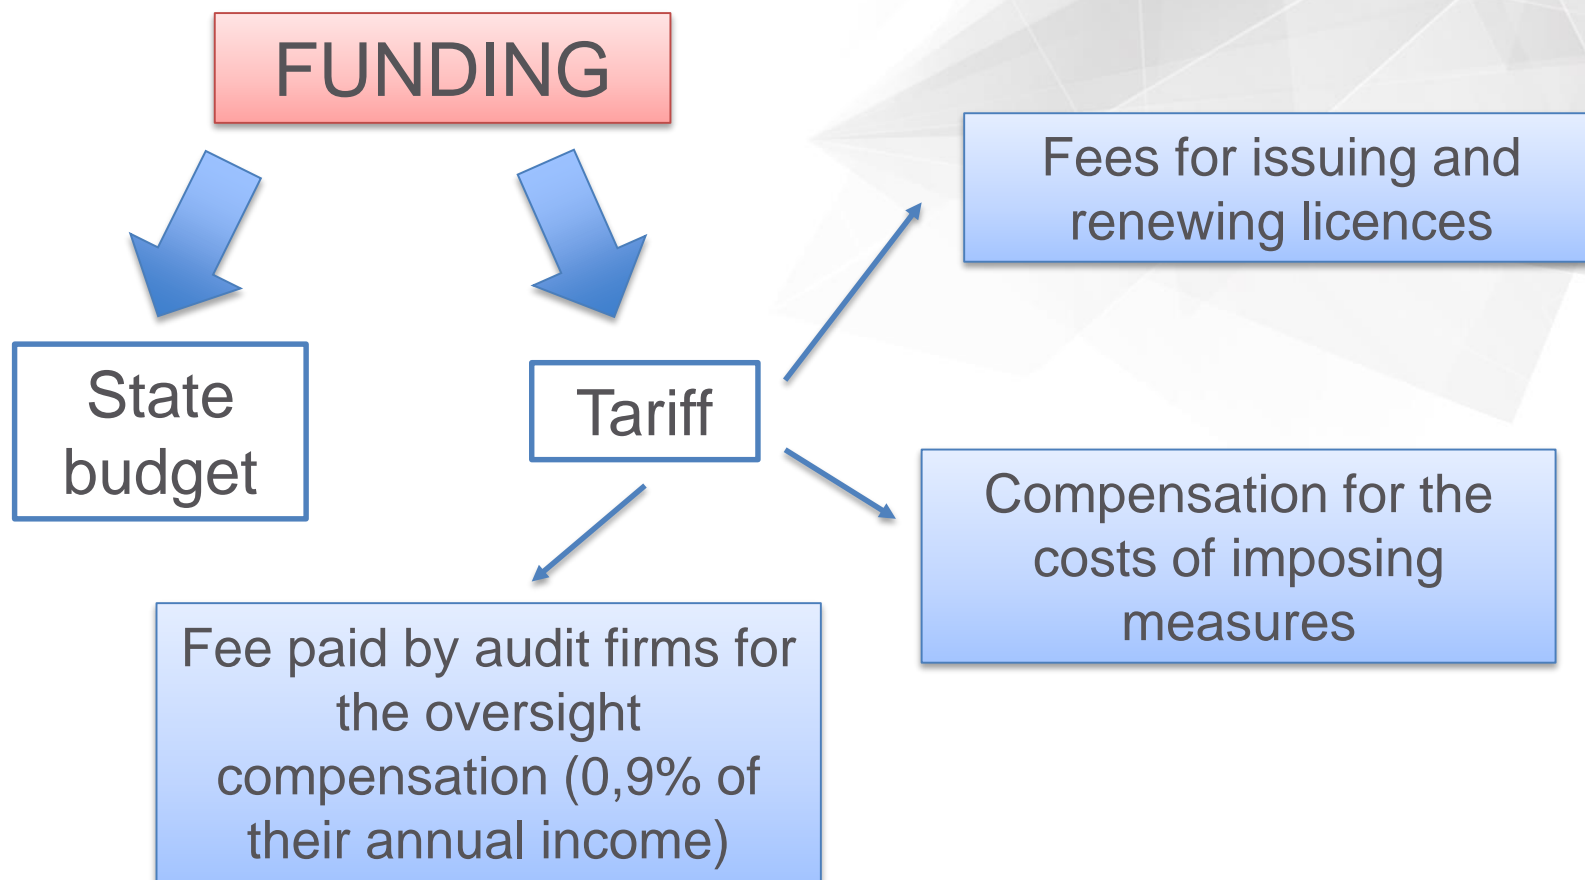 FUNDING
Fees for issuing and
renewing licences
State
budget
Tariff
Compensation for the
costs of imposing
measures
Fee paid by audit firms for
the oversight
compensation (0,9% of
their annual income)